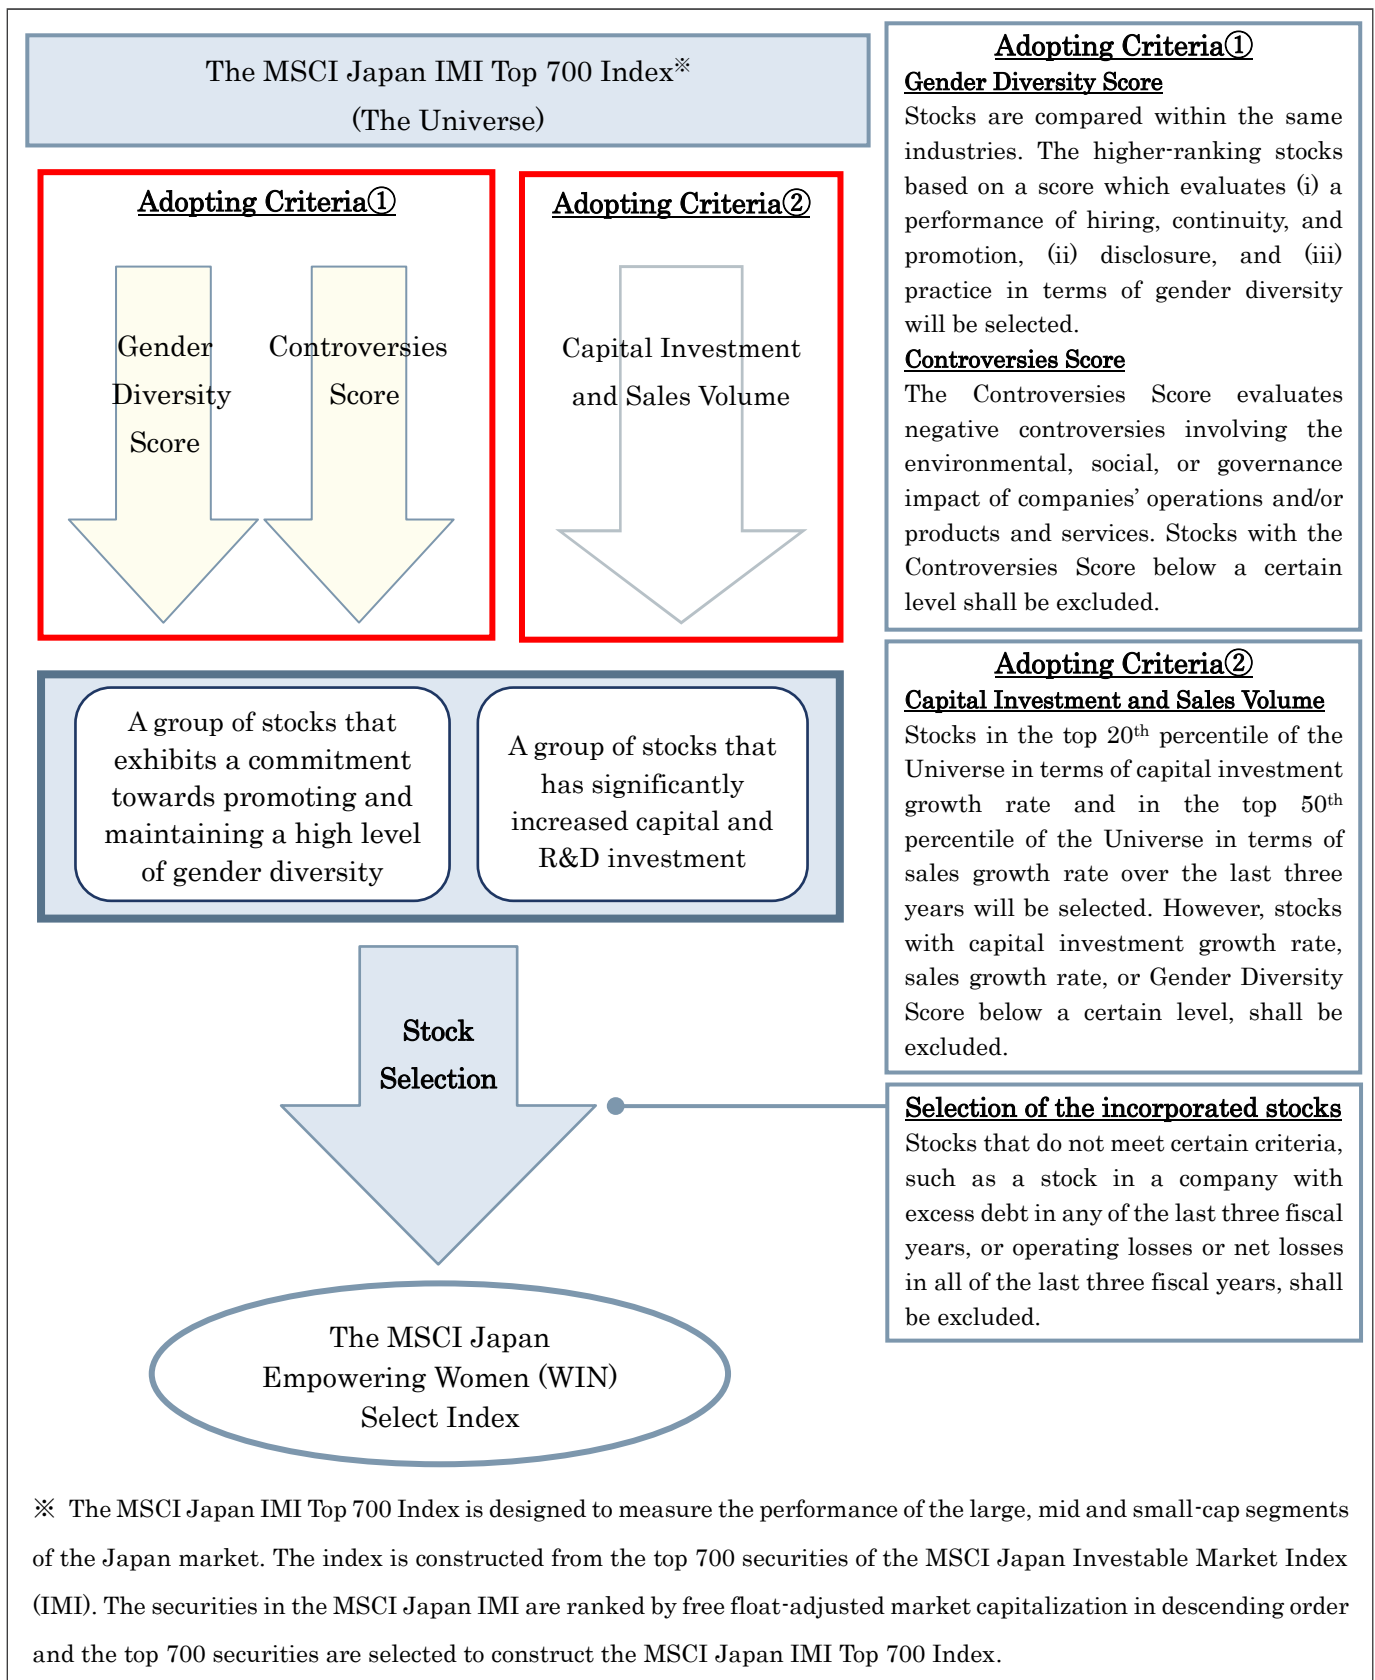 The MSCI Japan IMI Top 700 Index※
(The Universe)
Adopting Criteria①
Gender
Diversity
Score
Controversies
Score
Adopting Criteria②
Capital Investment
and Sales Volume
A group of stocks that
exhibits a commitment
towards promoting and
maintaining a high level
of gender diversity
A group of stocks that
has significantly
increased capital and
R&D investment
Stock
Selection
The MSCI Japan
Empowering Women (WIN)
Select Index
Adopting Criteria①
Gender Diversity Score
Stocks are compared within the same
industries. The higher-ranking stocks
based on a score which evaluates (i) a
performance of hiring, continuity, and
promotion, (ii) disclosure, and (iii)
practice in terms of gender diversity
will be selected.
Controversies Score
The Controversies Score evaluates
negative controversies involving the
environmental, social, or governance
impact of companies’ operations and/or
products and services. Stocks with the
Controversies Score below a certain
level shall be excluded.
Adopting Criteria②
Capital Investment and Sales Volume
Stocks in the top 20th percentile of the
Universe in terms of capital investment
growth rate and in the top 50th
percentile of the Universe in terms of
sales growth rate over the last three
years will be selected. However, stocks
with capital investment growth rate,
sales growth rate, or Gender Diversity
Score below a certain level, shall be
excluded.
Selection of the incorporated stocks
Stocks that do not meet certain criteria,
such as a stock in a company with
excess debt in any of the last three fiscal
years, or operating losses or net losses
in all of the last three fiscal years, shall
be excluded.
※ The MSCI Japan IMI Top 700 Index is designed to measure the performance of the large, mid and small-cap segments
of the Japan market. The index is constructed from the top 700 securities of the MSCI Japan Investable Market Index
(IMI). The securities in the MSCI Japan IMI are ranked by free float-adjusted market capitalization in descending order
and the top 700 securities are selected to construct the MSCI Japan IMI Top 700 Index.